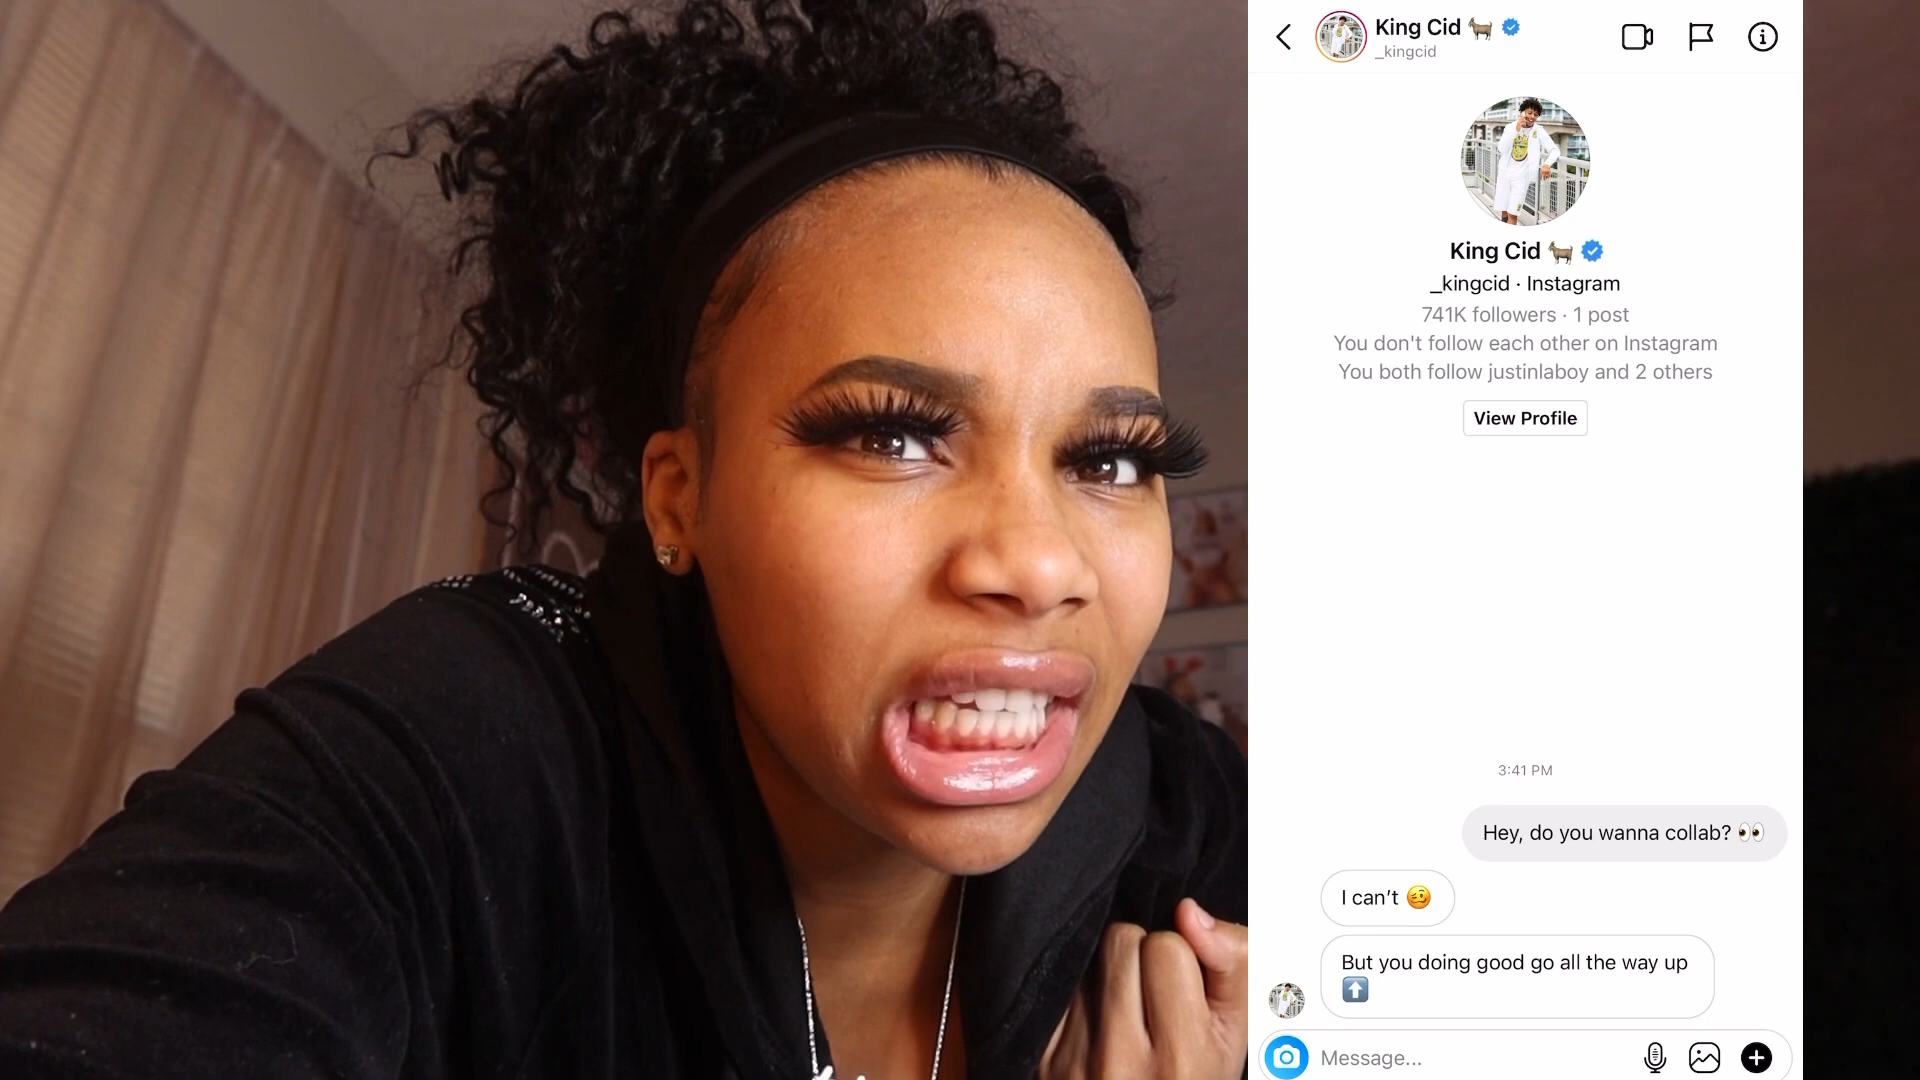 King Cid 🐐
_kingcid
King Cid 🐐
_kingcid · Instagram
741K followers · 1 post
You don't follow each other on Instagram
You both follow justinlaboy and 2 others
View Profile
3:41 PM
Hey, do you wanna collab? 👀
I can’t 🥴
But you doing good go all the way up
⬆️
Message...